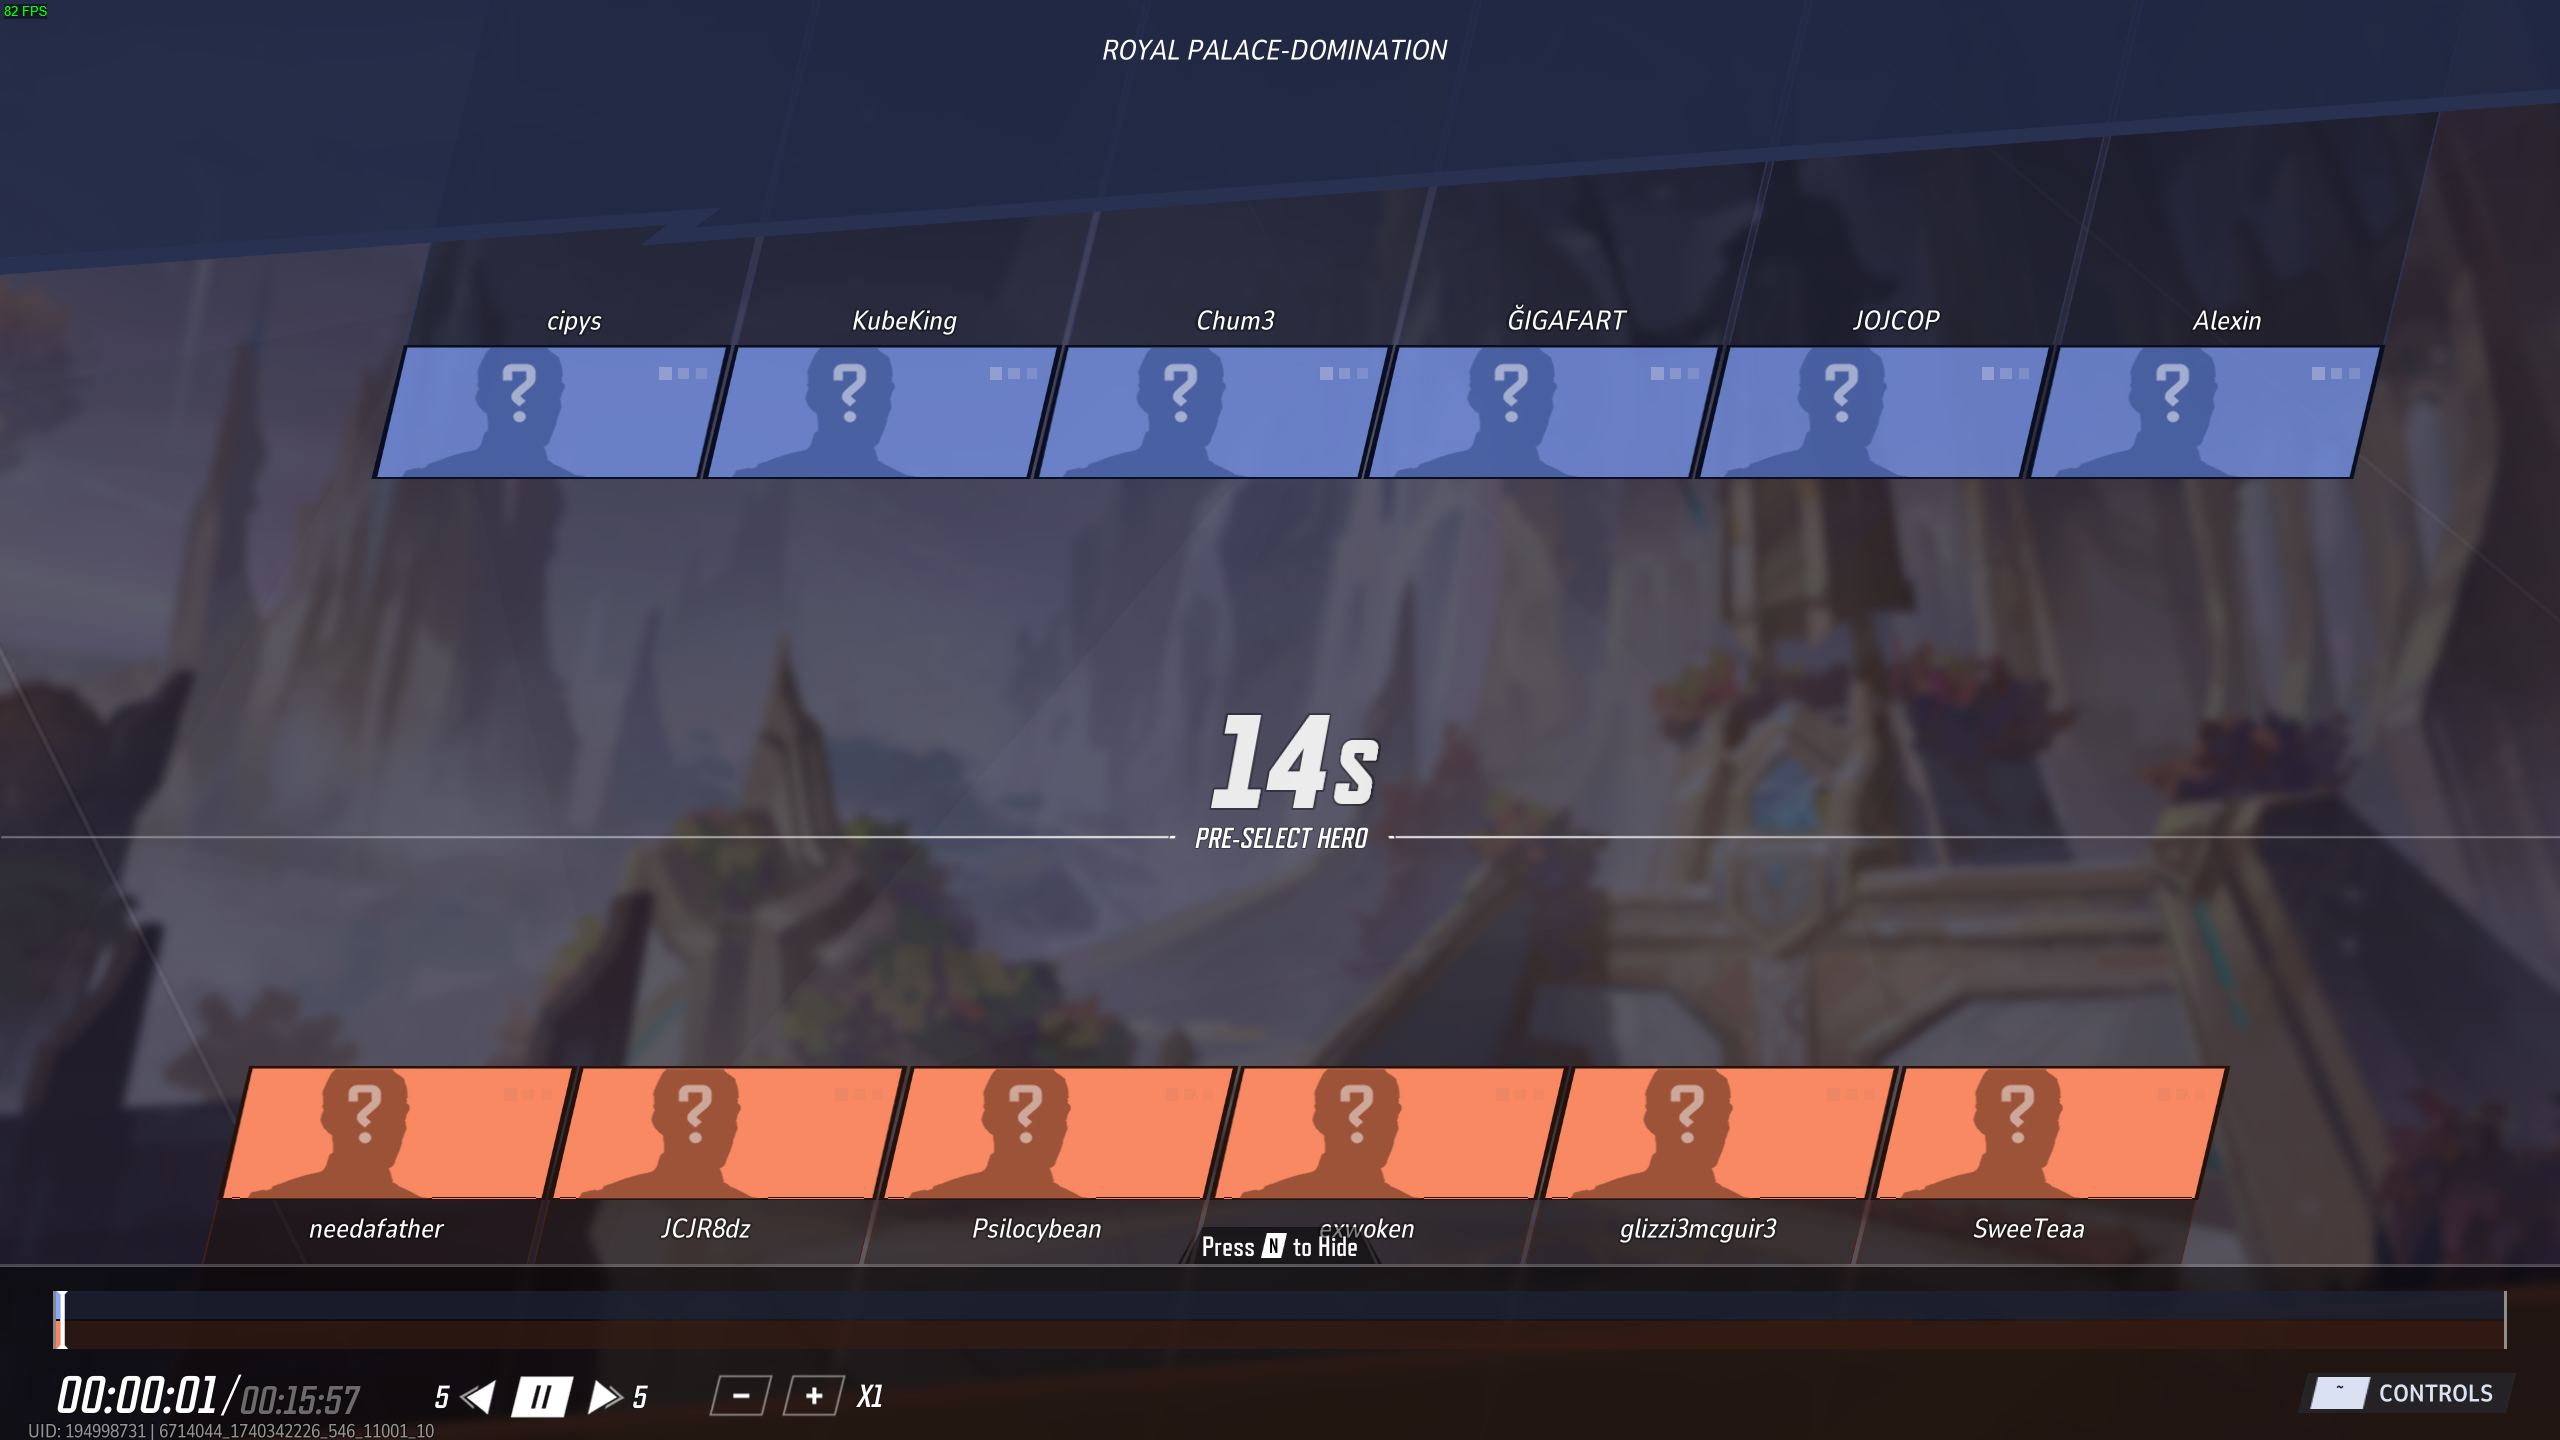 82 FPS
ROYAL PALACE-DOMINATION
cipys KubeKing Chum3 ĞIGAFART JOJCOP Alexin
? ? ? ? ? ?
14s
PRE-SELECT HERO
? ? ? ? ? ?
needafather JCJR8dz Psilocybean exwoken glizzi3mcguir3 SweeTeaa
Press N to Hide
00:00:01/00:15:57 5 5 - + X1 ~ CONTROLS
UID: 194998731 | 6714044_1740342226_546_11001_10